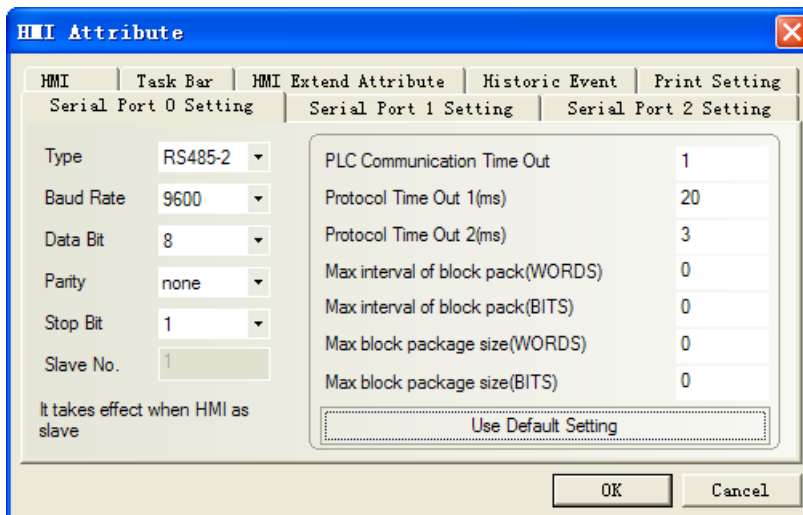 HMI Attribute
HMI
Task Bar
HMI Extend Attribute
Historic Event
Print Setting
Serial Port 0 Setting
Serial Port 1 Setting
Serial Port 2 Setting
Type RS485-2
Baud Rate 9600
Data Bit 8
Parity none
Stop Bit 1
Slave No. 1
It takes effect when HMI as
slave
PLC Communication Time Out 1
Protocol Time Out 1(ms) 20
Protocol Time Out 2(ms) 3
Max interval of block pack(WORDS) 0
Max interval of block pack(BITS) 0
Max block package size(WORDS) 0
Max block package size(BITS) 0
Use Default Setting
OK
Cancel